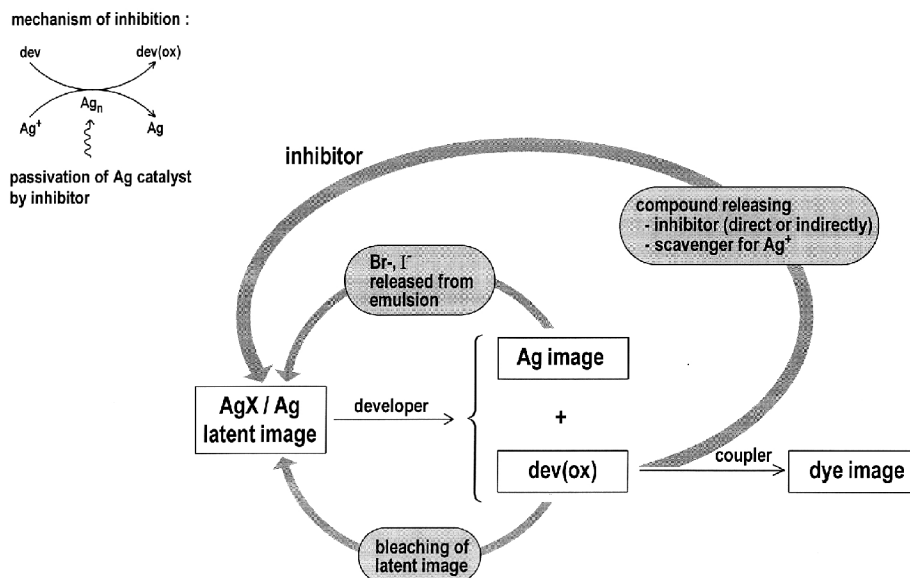 mechanism of inhibition :
dev dev(ox)
Agn
Ag+ Ag
passivation of Ag catalyst
by inhibitor
inhibitor
compound releasing
- inhibitor (direct or indirectly)
- scavenger for Ag+
Br-, I-
released from
emulsion
Ag image
AgX / Ag
latent image
developer
+
dev(ox)
coupler
dye image
bleaching of
latent image